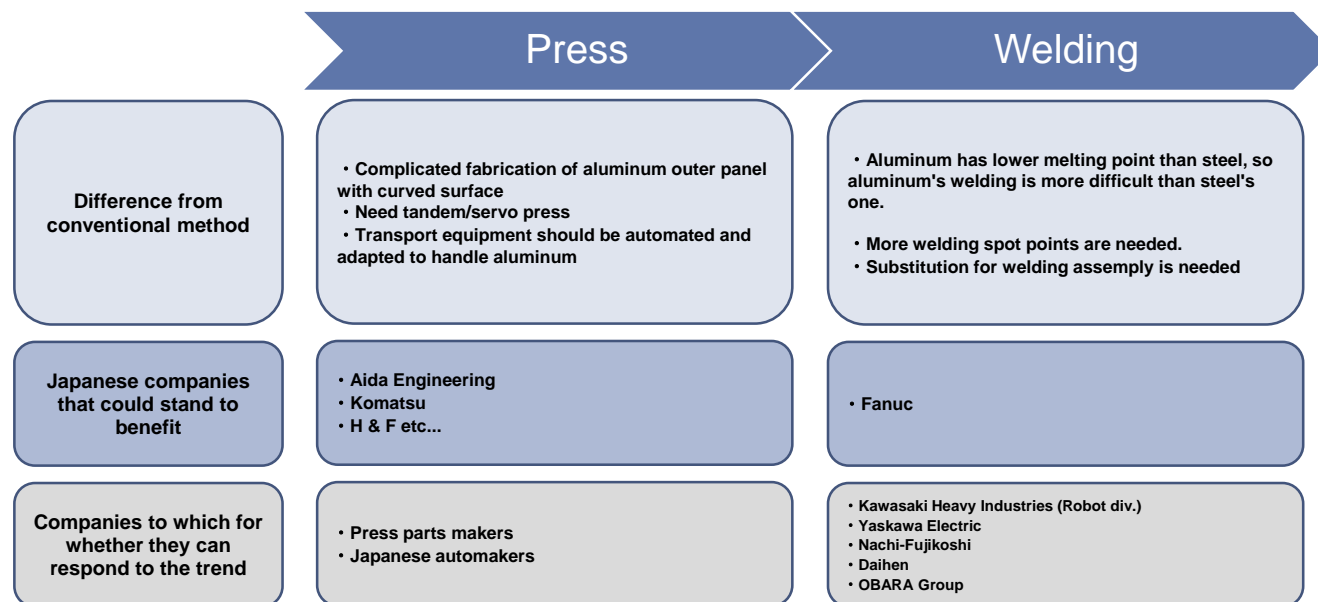 Press
Welding
Difference from
conventional method
・Complicated fabrication of aluminum outer panel
with curved surface
・Need tandem/servo press
・Transport equipment should be automated and
adapted to handle aluminum
・Aluminum has lower melting point than steel, so
aluminum's welding is more difficult than steel's
one.
・More welding spot points are needed.
・Substitution for welding assemply is needed
Japanese companies
that could stand to
benefit
・Aida Engineering
・Komatsu
・H & F etc...
・Fanuc
Companies to which for
whether they can
respond to the trend
・Press parts makers
・Japanese automakers
・Kawasaki Heavy Industries (Robot div.)
・Yaskawa Electric
・Nachi-Fujikoshi
・Daihen
・OBARA Group